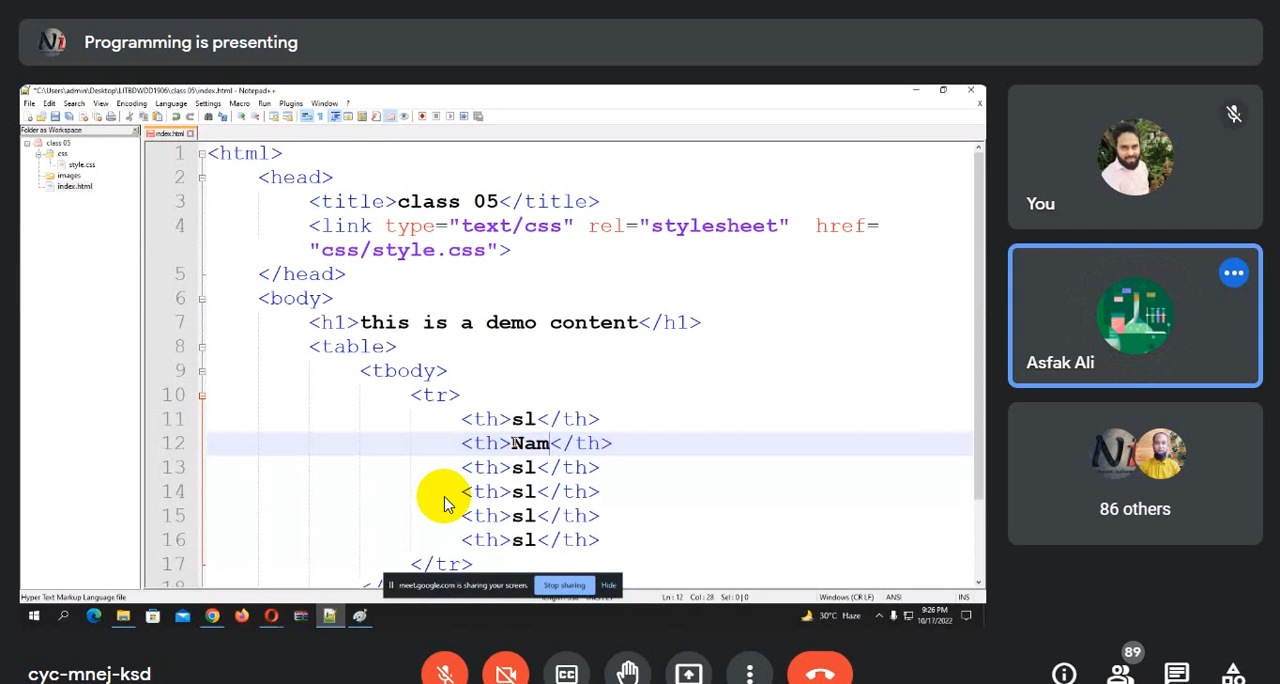 Programming is presenting
*C:\Users\admin\Desktop\LITBDWDD1906\class 05\index.html - Notepad++
File Edit Search View Encoding Language Settings Macro Run Plugins Window ?
Folder as Workspace
index.html
class 05
css
style.css
images
index.html
1 <html>
2 <head>
3 <title>class 05</title>
4 <link type="text/css" rel="stylesheet" href=
"css/style.css">
5 </head>
6 <body>
7 <h1>this is a demo content</h1>
8 <table>
9 <tbody>
10 <tr>
11 <th>sl</th>
12 <th>Nam</th>
13 <th>sl</th>
14 <th>sl</th>
15 <th>sl</th>
16 <th>sl</th>
17 </tr>
18 </
meet.google.com is sharing your screen. Stop sharing Hide
Hyper Text Markup Language file
Ln:12 Col:28 Sel:0|0 Windows (CR LF) ANSI INS
30°C Haze
9:26 PM
10/17/2022
You
Asfak Ali
86 others
cyc-mnej-ksd
89